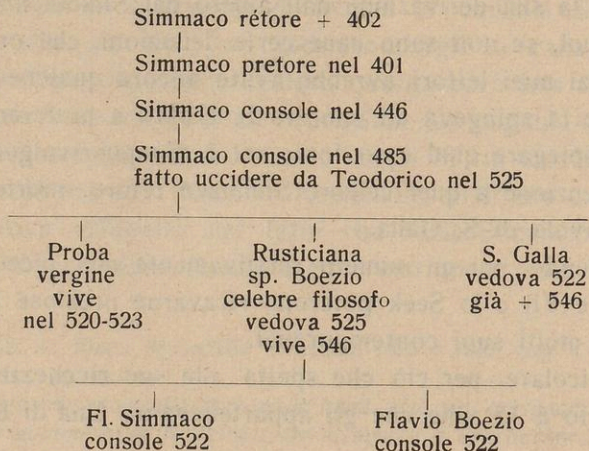 Simmaco rétore + 402
Simmaco pretore nel 401
Simmaco console nel 446
Simmaco console nel 485
fatto uccidere da Teodorico nel 525
Proba
vergine
vive
nel 520-523
Rusticiana
sp. Boezio
celebre filosofo
vedova 525
vive 546
S. Galla
vedova 522
già ÷ 546
Fl. Simmaco
console 522
Flavio Boezio
console 522